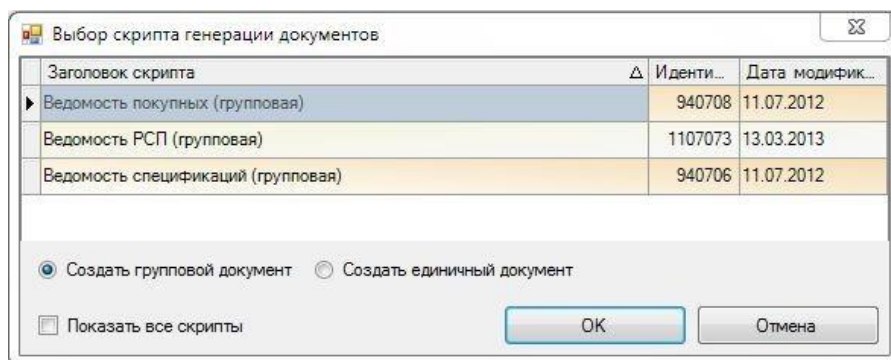 Выбор скрипта генерации документов
Заголовок скрипта Иденти... Дата модифик...
Ведомость покупных (групповая) 940708 11.07.2012
Ведомость РСП (групповая) 1107073 13.03.2013
Ведомость спецификаций (групповая) 940706 11.07.2012
Создать групповой документ Создать единичный документ
Показать все скрипты OK Отмена